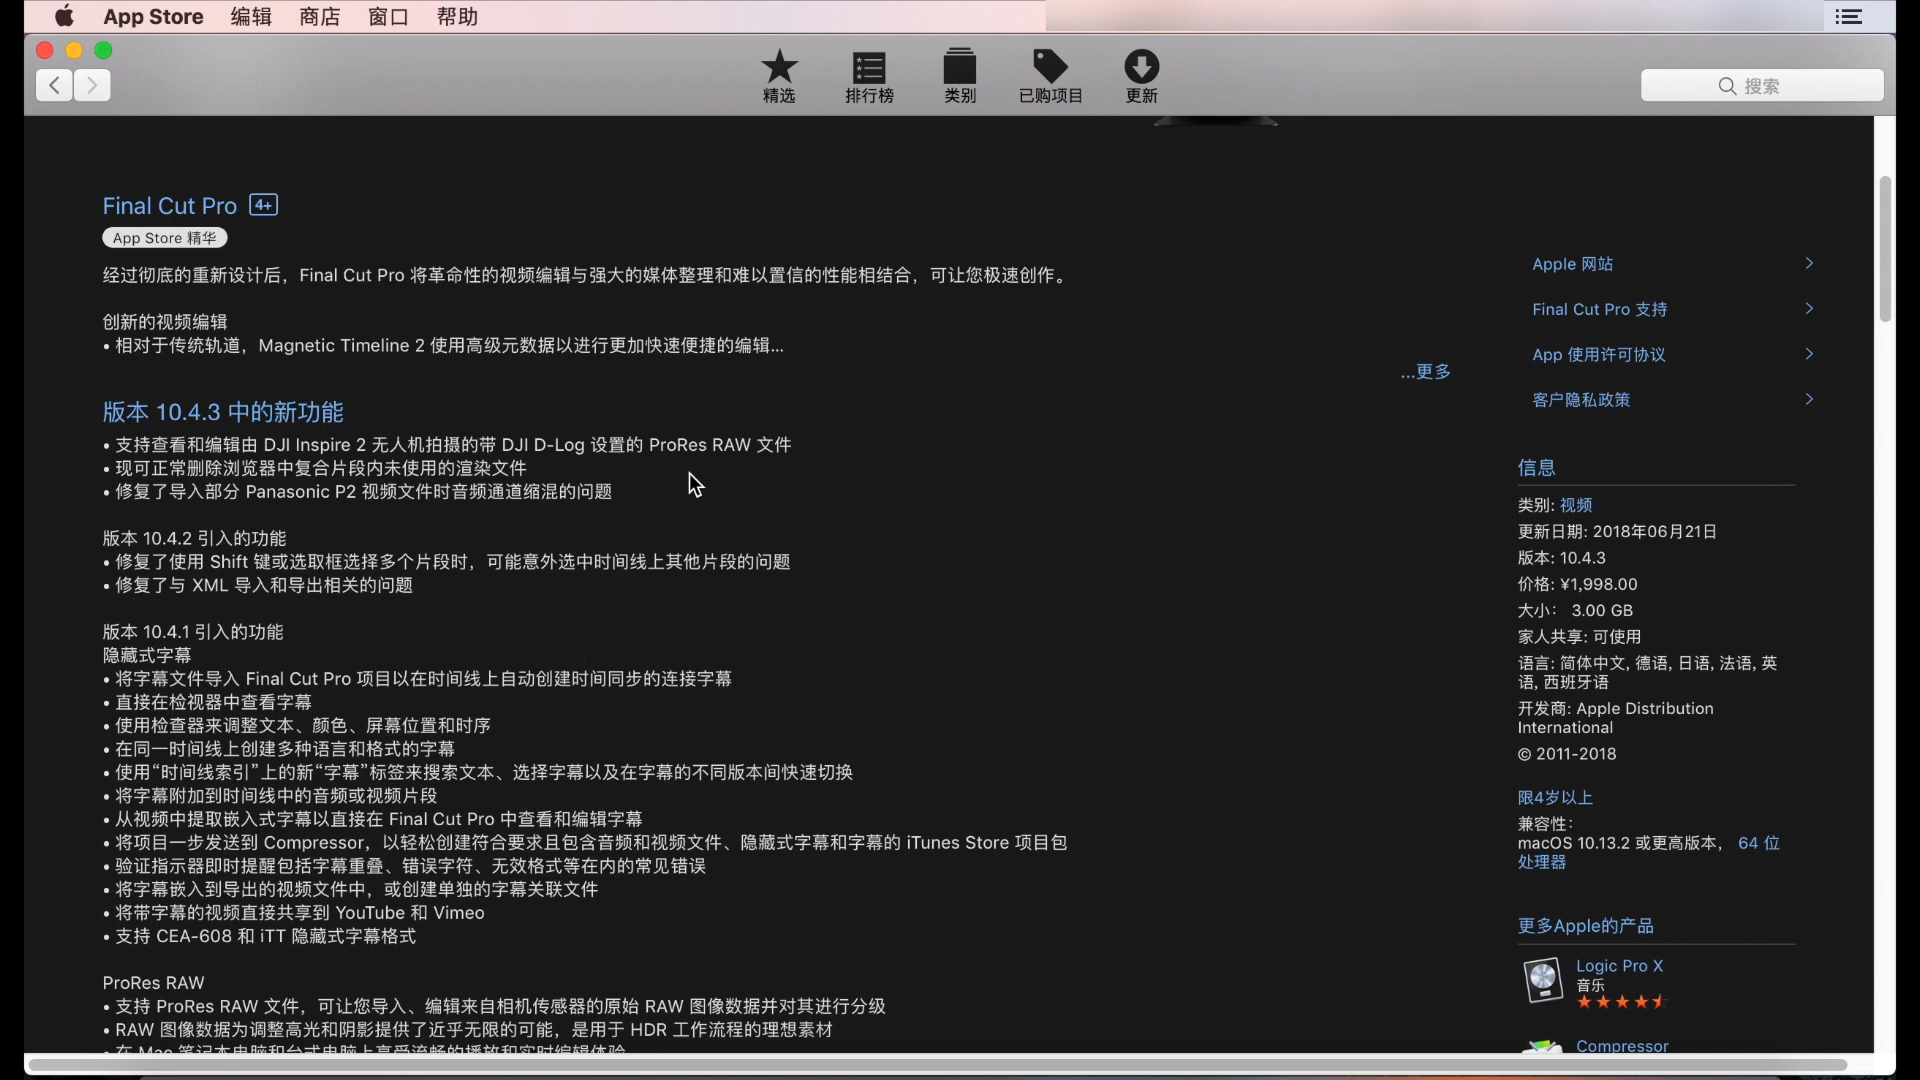 App Store 编辑 商店 窗口 帮助
精选 排行榜 类别 已购项目 更新
搜索
Final Cut Pro 4+
App Store 精华
经过彻底的重新设计后，Final Cut Pro 将革命性的视频编辑与强大的媒体整理和难以置信的性能相结合，可让您极速创作。
创新的视频编辑
• 相对于传统轨道，Magnetic Timeline 2 使用高级元数据以进行更加快速便捷的编辑...
...更多
版本 10.4.3 中的新功能
• 支持查看和编辑由 DJI Inspire 2 无人机拍摄的带 DJI D-Log 设置的 ProRes RAW 文件
• 现可正常删除浏览器中复合片段内未使用的渲染文件
• 修复了导入部分 Panasonic P2 视频文件时音频通道缩混的问题
版本 10.4.2 引入的功能
• 修复了使用 Shift 键或选取框选择多个片段时，可能意外选中时间线上其他片段的问题
• 修复了与 XML 导入和导出相关的问题
版本 10.4.1 引入的功能
隐藏式字幕
• 将字幕文件导入 Final Cut Pro 项目以在时间线上自动创建时间同步的连接字幕
• 直接在检视器中查看字幕
• 使用检查器来调整文本、颜色、屏幕位置和时序
• 在同一时间线上创建多种语言和格式的字幕
• 使用“时间线索引”上的新“字幕”标签来搜索文本、选择字幕以及在字幕的不同版本间快速切换
• 将字幕附加到时间线中的音频或视频片段
• 从视频中提取嵌入式字幕以直接在 Final Cut Pro 中查看和编辑字幕
• 将项目一步发送到 Compressor，以轻松创建符合要求且包含音频和视频文件、隐藏式字幕和字幕的 iTunes Store 项目包
• 验证指示器即时提醒包括字幕重叠、错误字符、无效格式等在内的常见错误
• 将字幕嵌入到导出的视频文件中，或创建单独的字幕关联文件
• 将带字幕的视频直接共享到 YouTube 和 Vimeo
• 支持 CEA-608 和 iTT 隐藏式字幕格式
ProRes RAW
• 支持 ProRes RAW 文件，可让您导入、编辑来自相机传感器的原始 RAW 图像数据并对其进行分级
• RAW 图像数据为调整高光和阴影提供了近乎无限的可能，是用于 HDR 工作流程的理想素材
• 在 Mac 笔记本电脑和台式电脑上享受流畅的播放和实时编辑体验
Apple 网站
Final Cut Pro 支持
App 使用许可协议
客户隐私政策
信息
类别: 视频
更新日期: 2018年06月21日
版本: 10.4.3
价格: ¥1,998.00
大小： 3.00 GB
家人共享: 可使用
语言: 简体中文, 德语, 日语, 法语, 英
语, 西班牙语
开发商: Apple Distribution
International
© 2011-2018
限4岁以上
兼容性：
macOS 10.13.2 或更高版本， 64 位
处理器
更多Apple的产品
Logic Pro X
音乐
Compressor